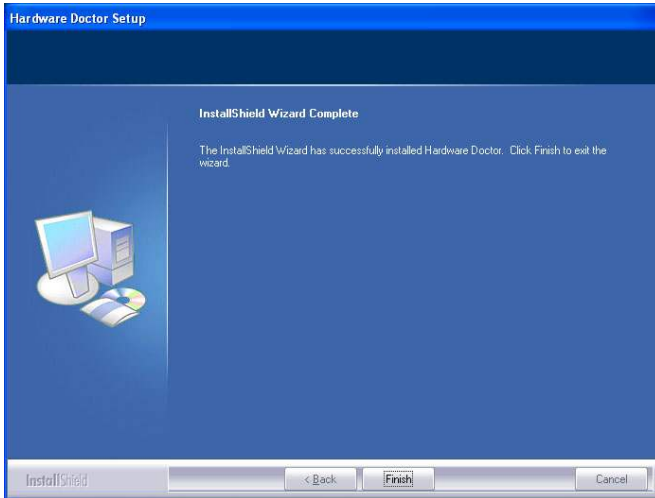 Hardware Doctor Setup
InstallShield Wizard Complete
The InstallShield Wizard has successfully installed Hardware Doctor. Click Finish to exit the
wizard.
InstallShield
< Back
Finish
Cancel